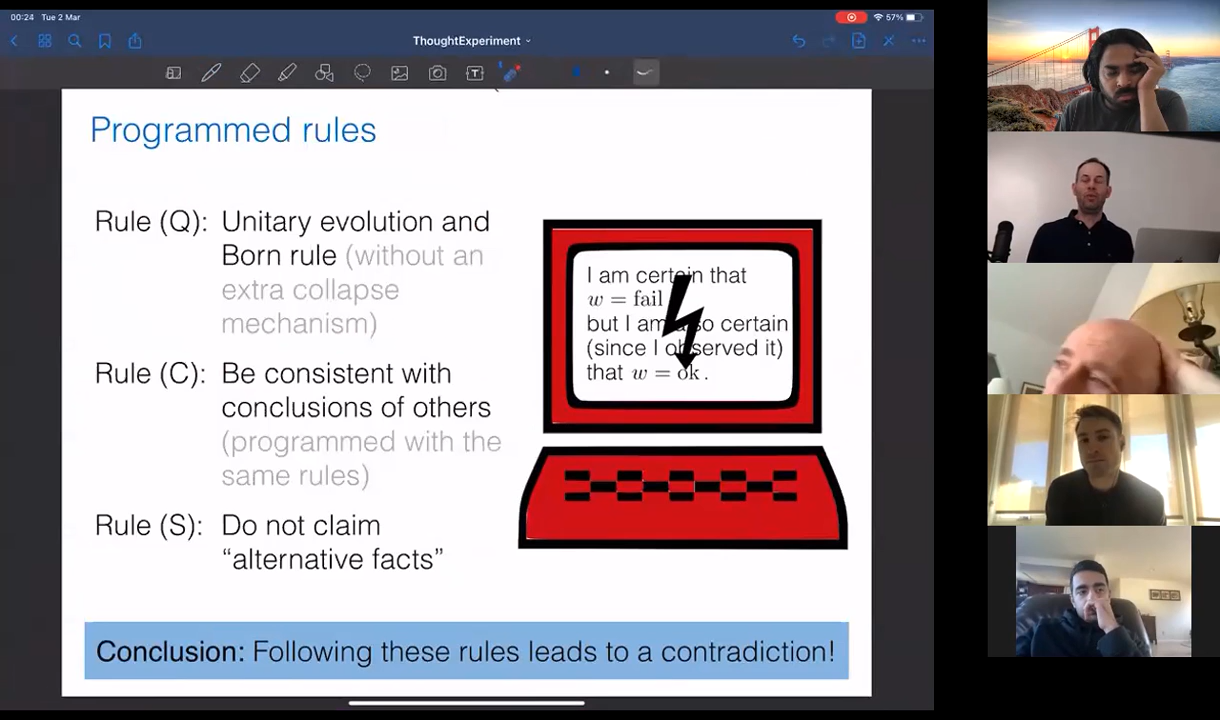 00:24 Tue 2 Mar
57%
ThoughtExperiment
Programmed rules
Rule (Q): Unitary evolution and
Born rule (without an
extra collapse
mechanism)
Rule (C): Be consistent with
conclusions of others
(programmed with the
same rules)
Rule (S): Do not claim
“alternative facts”
I am certain that
w = fail
but I am also certain
(since I observed it)
that w = ok.
Conclusion: Following these rules leads to a contradiction!